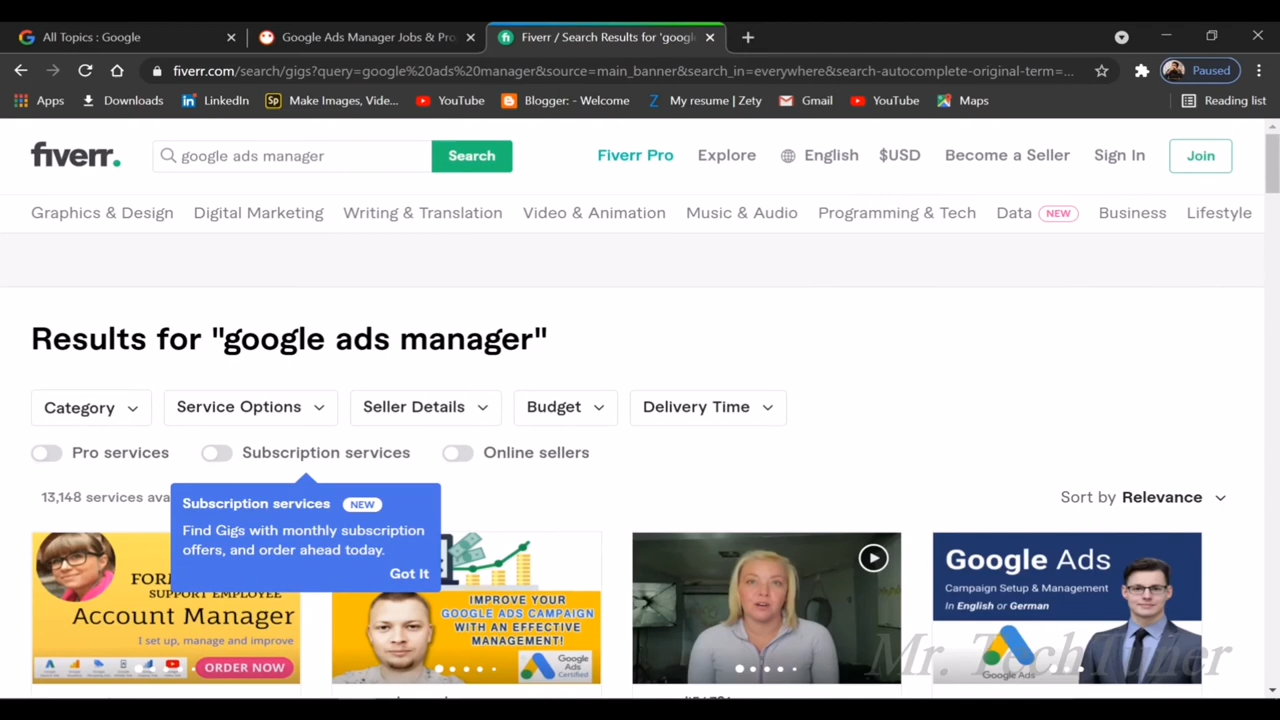 All Topics : Google
Google Ads Manager Jobs & Pro
Fiverr / Search Results for 'googl
fiverr.com/search/gigs?query=google%20ads%20manager&source=main_banner&search_in=everywhere&search-autocomplete-original-term=...
Paused
Apps
Downloads
LinkedIn
Sp
Make Images, Vide...
YouTube
Blogger: - Welcome
My resume | Zety
Gmail
YouTube
Maps
Reading list
fiverr.
google ads manager
Search
Fiverr Pro
Explore
English
$USD
Become a Seller
Sign In
Join
Graphics & Design
Digital Marketing
Writing & Translation
Video & Animation
Music & Audio
Programming & Tech
Data NEW
Business
Lifestyle
Results for "google ads manager"
Category
Service Options
Seller Details
Budget
Delivery Time
Pro services
Subscription services
Online sellers
13,148 services ava
Sort by Relevance
Subscription services NEW
Find Gigs with monthly subscription
offers, and order ahead today.
Got It
SUPPORT EMPLOYEE
Account Manager
I set up, manage and improve
ORDER NOW
IMPROVE YOUR
GOOGLE ADS CAMPAIGN
WITH AN EFFECTIVE
MANAGEMENT!
Google
Ads
Certified
Google Ads
Campaign Setup & Management
In English or German
Google Ads
Mr. TechTuber